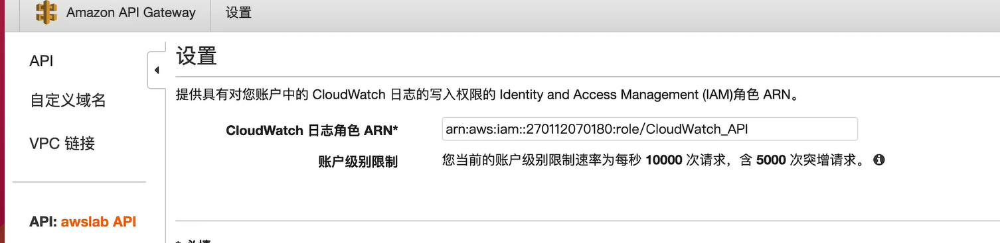 Amazon API Gateway
设置
API
自定义域名
VPC 链接
API: awslab API
设置
提供具有对您账户中的 CloudWatch 日志的写入权限的 Identity and Access Management (IAM)角色 ARN。
CloudWatch 日志角色 ARN* arn:aws:iam::270112070180:role/CloudWatch_API
账户级别限制 您当前的账户级别限制速率为每秒 10000 次请求，含 5000 次突增请求。